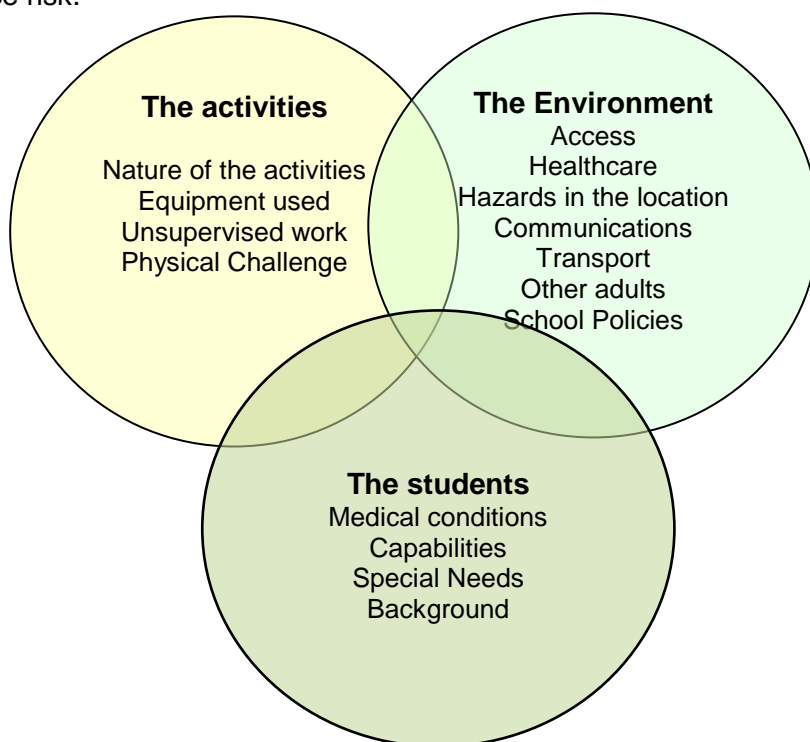 risk.
The activities
Nature of the activities
Equipment used
Unsupervised work
Physical Challenge
The Environment
Access
Healthcare
Hazards in the location
Communications
Transport
Other adults
School Policies
The students
Medical conditions
Capabilities
Special Needs
Background